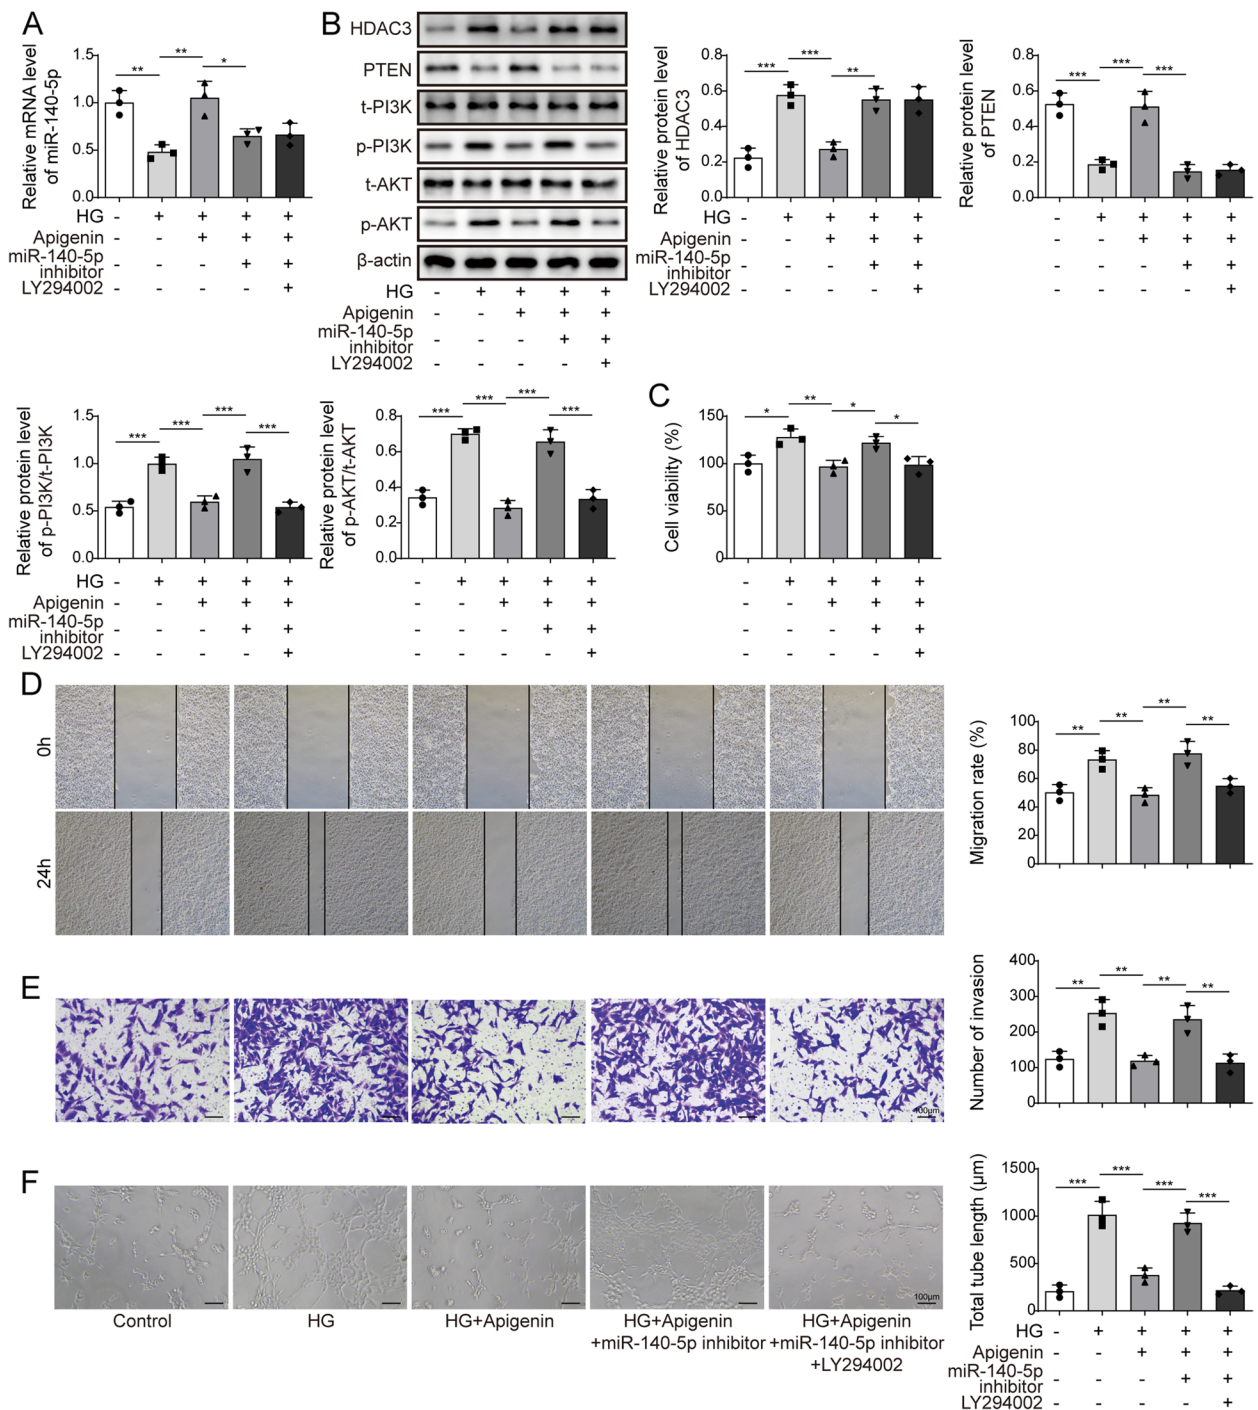 A
Relative mRNA level
of miR-140-5p
1.5
1.0
0.5
0.0
** ** *
HG - + + + +
Apigenin - - + + +
miR-140-5p
inhibitor - - - + +
LY294002 - - - - +
B
HDAC3
PTEN
t-PI3K
p-PI3K
t-AKT
p-AKT
β-actin
HG - + + + +
Apigenin - - + + +
miR-140-5p
inhibitor - - - + +
LY294002 - - - - +
Relative protein level
of HDAC3
0.8
0.6
0.4
0.2
0.0
*** *** **
HG - + + + +
Apigenin - - + + +
miR-140-5p
inhibitor - - - + +
LY294002 - - - - +
Relative protein level
of PTEN
0.8
0.6
0.4
0.2
0.0
*** *** ***
- + + + +
- - + + +
- - - + +
- - - - +
Relative protein level
of p-PI3K/t-PI3K
1.5
1.0
0.5
0.0
*** *** *** ***
HG - + + + +
Apigenin - - + + +
miR-140-5p
inhibitor - - - + +
LY294002 - - - - +
Relative protein level
of p-AKT/t-AKT
0.8
0.6
0.4
0.2
0.0
*** *** *** ***
- + + + +
- - + + +
- - - + +
- - - - +
C
Cell viability (%)
150
100
50
0
* ** * *
- + + + +
- - + + +
- - - + +
- - - - +
D
0h
24h
Migration rate (%)
100
80
60
40
20
0
** ** ** **
E
100μm
Number of invasion
400
300
200
100
0
** ** ** **
F
100μm
Control
HG
HG+Apigenin
HG+Apigenin
+miR-140-5p inhibitor
HG+Apigenin
+miR-140-5p inhibitor
+LY294002
Total tube length (μm)
1500
1000
500
0
*** *** *** ***
HG - + + + +
Apigenin - - + + +
miR-140-5p
inhibitor - - - + +
LY294002 - - - - +